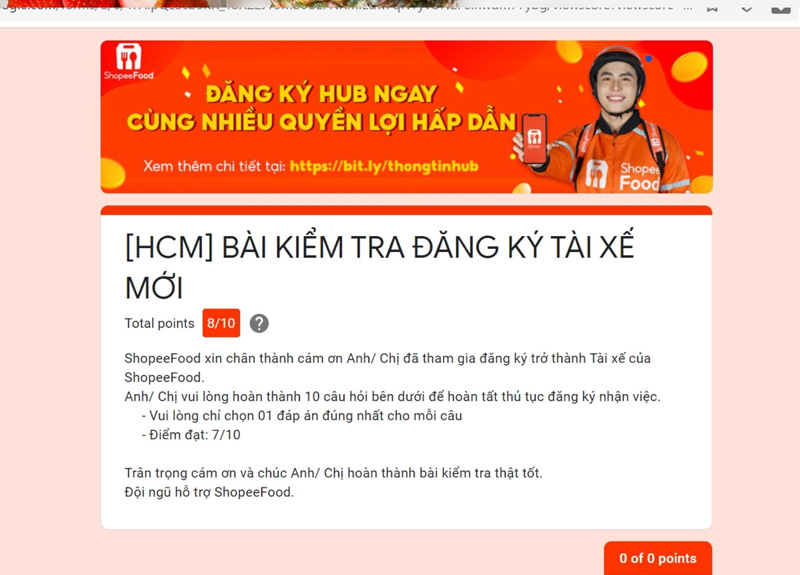 ShopeeFood
ĐĂNG KÝ HUB NGAY
CÙNG NHIỀU QUYỀN LỢI HẤP DẪN
Xem thêm chi tiết tại: https://bit.ly/thongtinhub
Shopee
Food
[HCM] BÀI KIỂM TRA ĐĂNG KÝ TÀI XẾ
MỚI
Total points 8/10 ?
ShopeeFood xin chân thành cám ơn Anh/ Chị đã tham gia đăng ký trở thành Tài xế của
ShopeeFood.
Anh/ Chị vui lòng hoàn thành 10 câu hỏi bên dưới để hoàn tất thủ tục đăng ký nhận việc.
- Vui lòng chỉ chọn 01 đáp án đúng nhất cho mỗi câu
- Điểm đạt: 7/10
Trân trọng cám ơn và chúc Anh/ Chị hoàn thành bài kiểm tra thật tốt.
Đội ngũ hỗ trợ ShopeeFood.
0 of 0 points